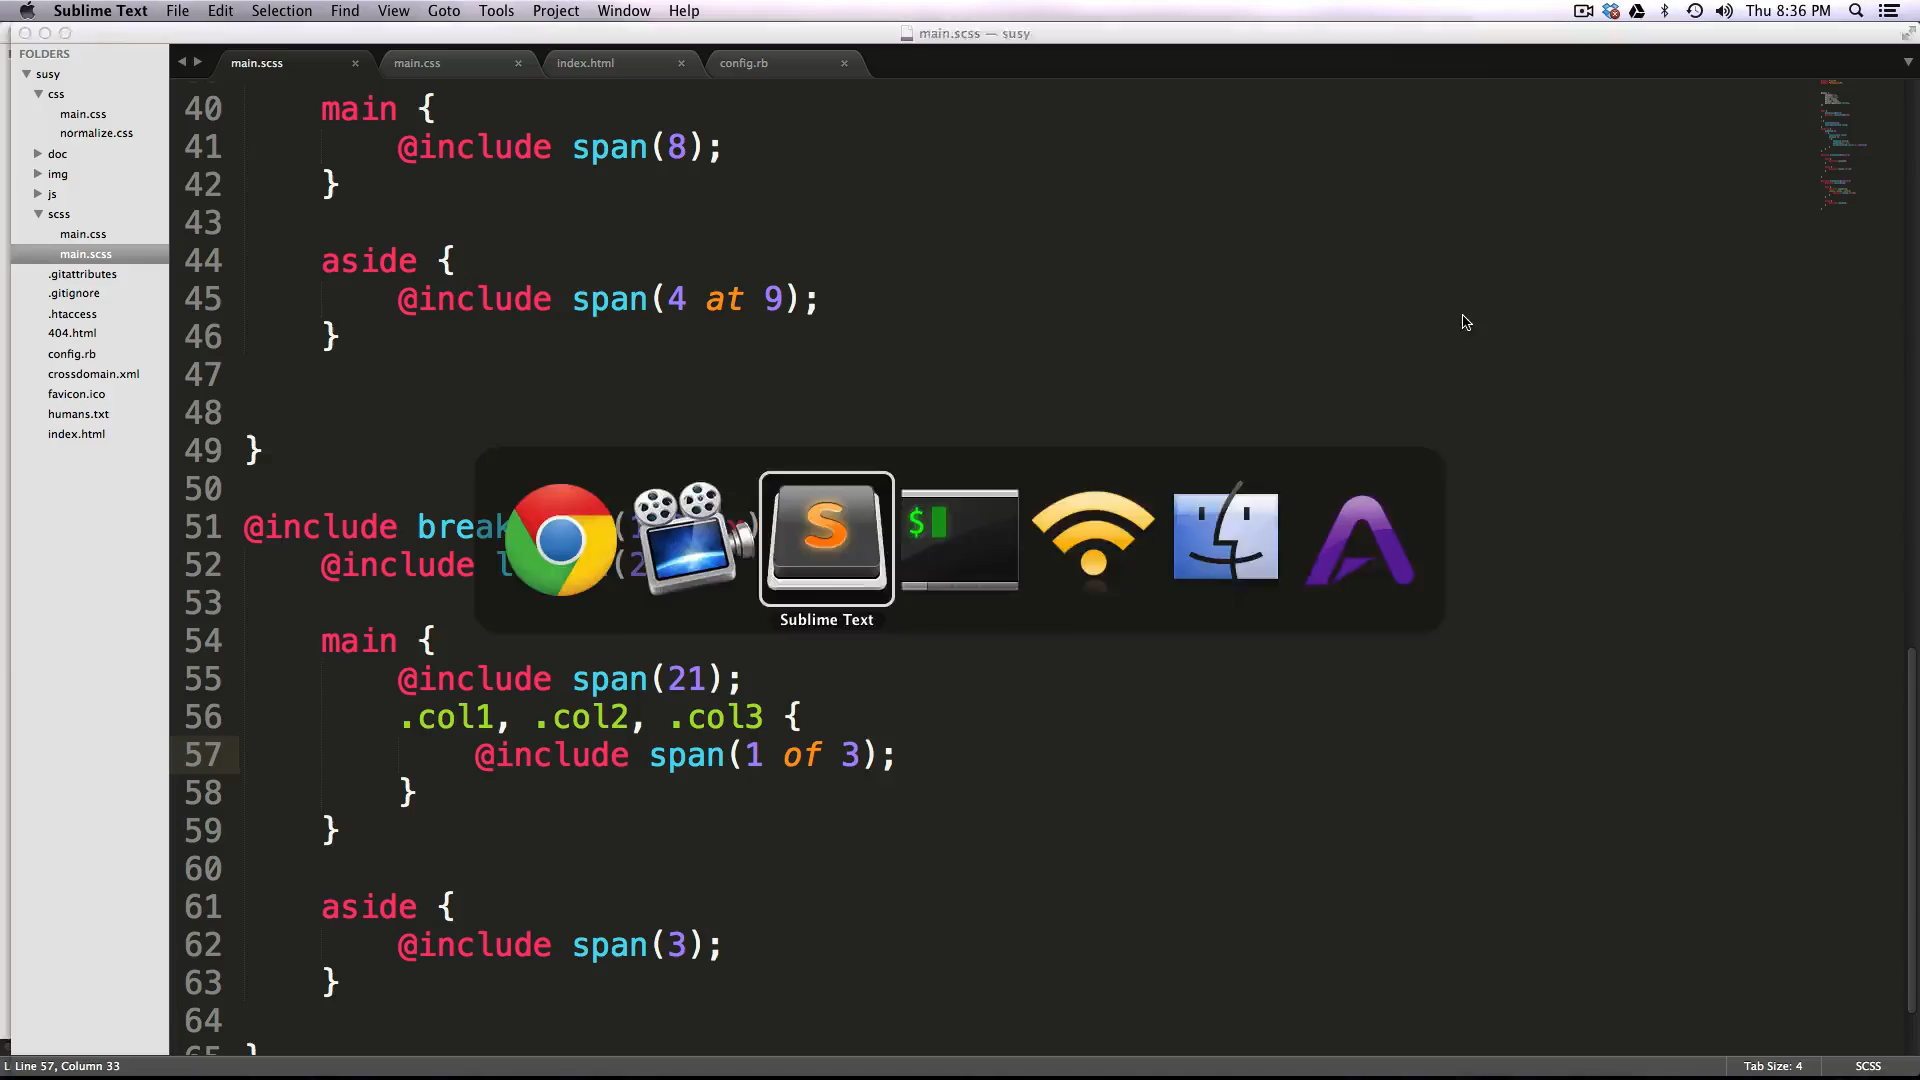 Sublime Text File Edit Selection Find View Goto Tools Project Window Help Thu 8:36 PM
main.scss — susy
FOLDERS
susy
css
main.css
normalize.css
doc
img
js
scss
main.css
main.scss
.gitattributes
.gitignore
.htaccess
404.html
config.rb
crossdomain.xml
favicon.ico
humans.txt
index.html
main.scss × main.css × index.html × config.rb ×
40 main {
41 @include span(8);
42 }
43
44 aside {
45 @include span(4 at 9);
46 }
47
48
49 }
50
51 @include break
52 @include l (2
53
54 main {
55 @include span(21);
56 .col1, .col2, .col3 {
57 @include span(1 of 3);
58 }
59 }
60
61 aside {
62 @include span(3);
63 }
64
65 }
$
S
Sublime Text
Line 57, Column 33 Tab Size: 4 SCSS